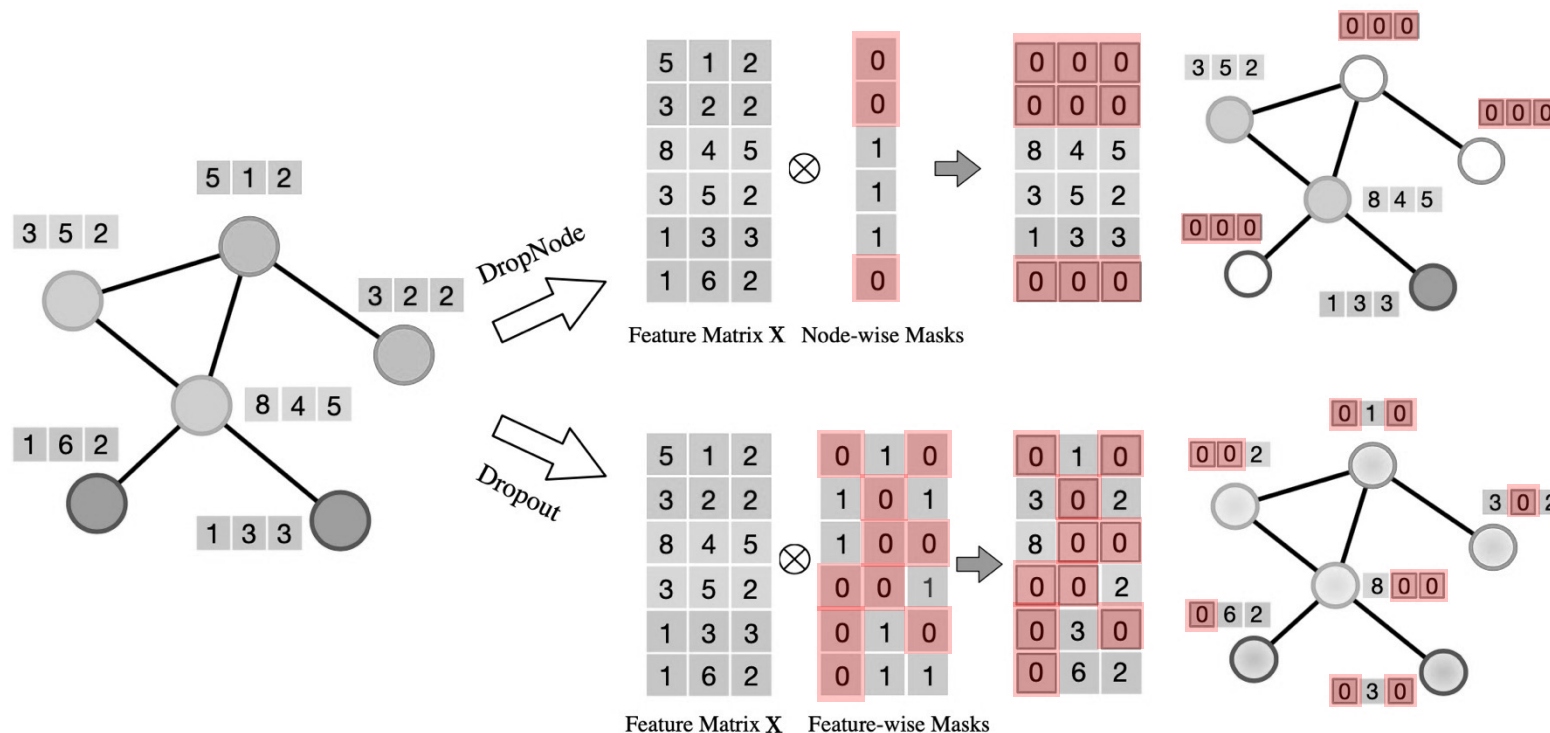 5 1 2
3 5 2
3 2 2
8 4 5
1 6 2
1 3 3
DropNode
5 1 2
3 2 2
8 4 5
3 5 2
1 3 3
1 6 2
Feature Matrix X
0
0
1
1
1
0
Node-wise Masks
0 0 0
0 0 0
8 4 5
3 5 2
1 3 3
0 0 0
0 0 0
3 5 2
0 0 0
8 4 5
0 0 0
1 3 3
Dropout
5 1 2
3 2 2
8 4 5
3 5 2
1 3 3
1 6 2
Feature Matrix X
0 1 0
1 0 1
1 0 0
0 0 1
0 1 0
0 1 1
Feature-wise Masks
0 1 0
3 0 2
8 0 0
0 0 2
0 3 0
0 6 2
0 1 0
0 0 2
3 0 2
8 0 0
0 6 2
0 3 0